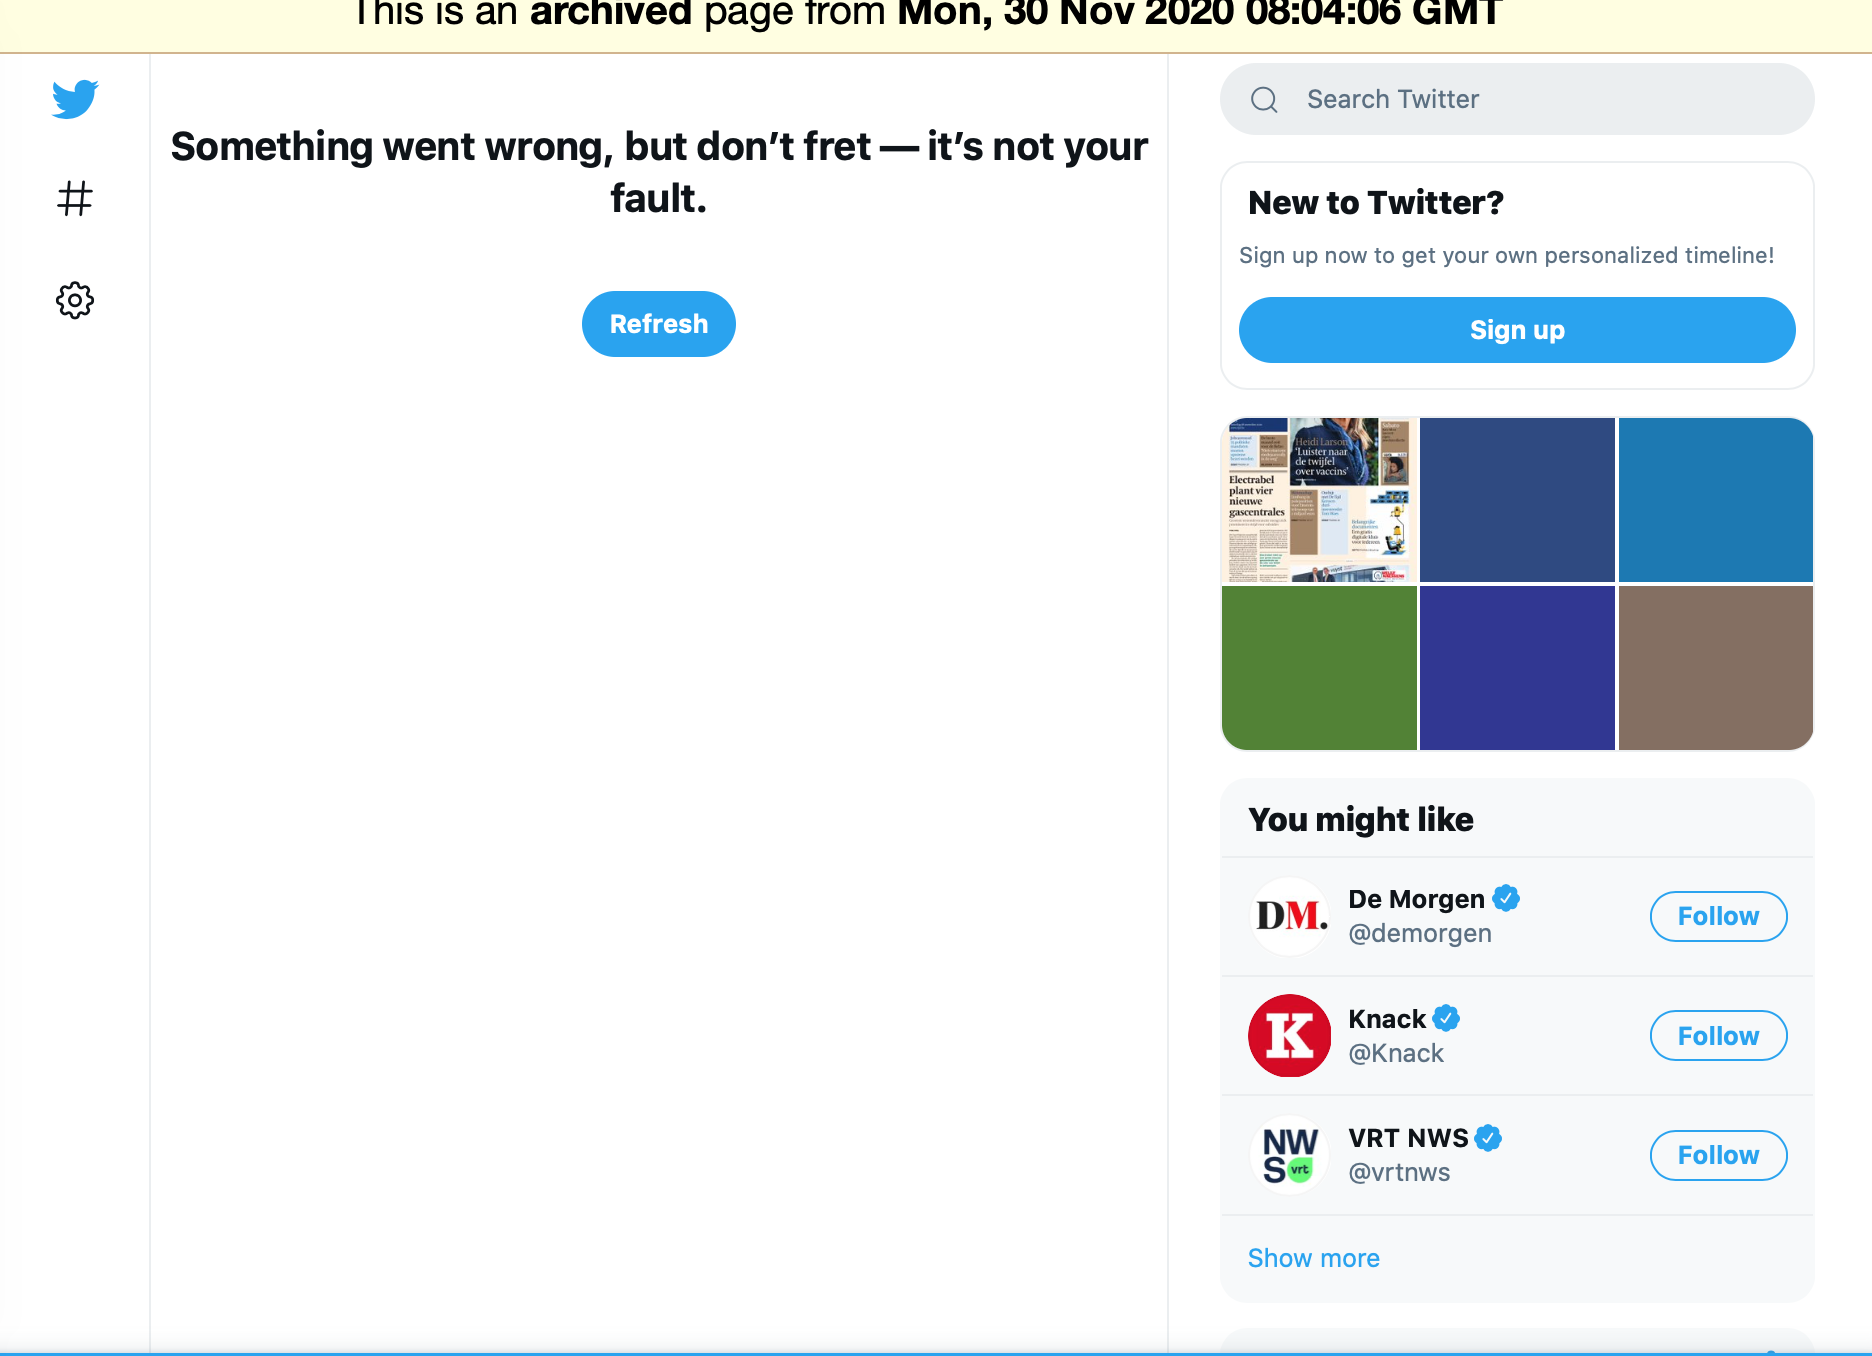 This is an archived page from Mon, 30 Nov 2020 08:04:06 GMT
Something went wrong, but don’t fret — it’s not your
fault.
Refresh
Search Twitter
New to Twitter?
Sign up now to get your own personalized timeline!
Sign up
Heidi Larson
‘Luister naar
de twijfel
over vaccins’
Electrabel
plant vier
nieuwe
gascentrales
You might like
DM.
De Morgen
@demorgen
Follow
K
Knack
@Knack
Follow
NW
S vrt
VRT NWS
@vrtnws
Follow
Show more